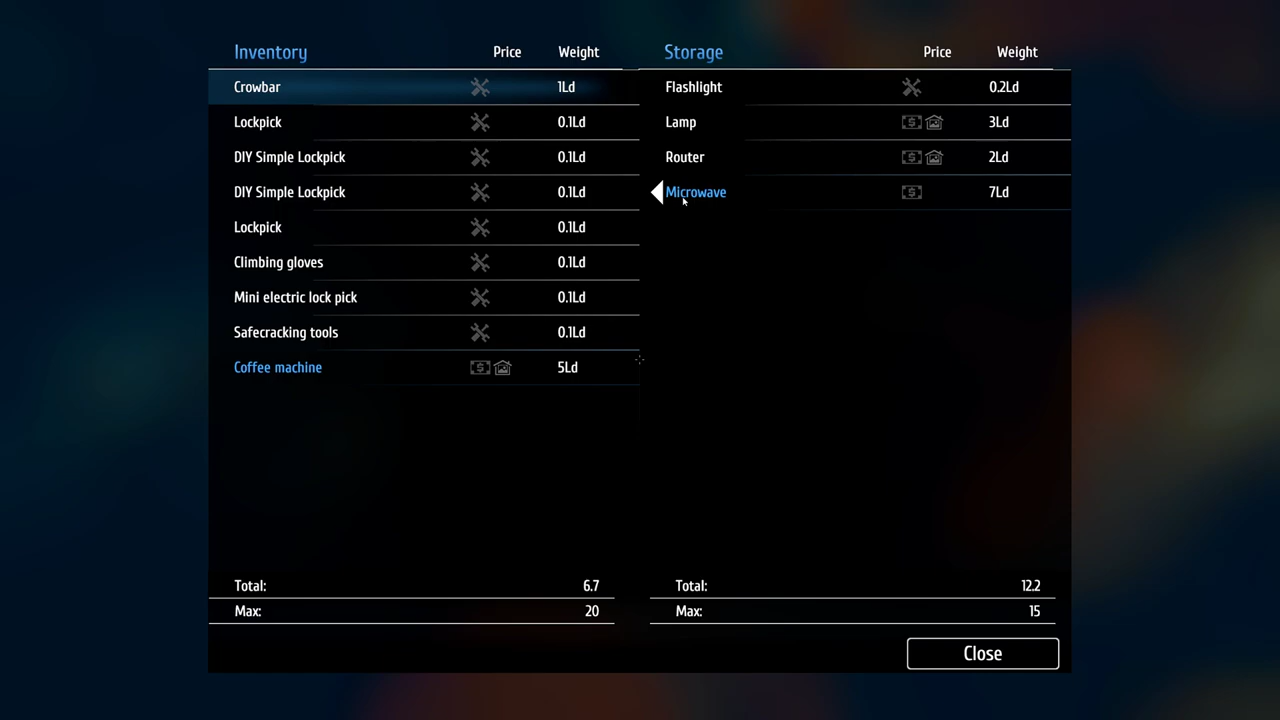 Inventory Price Weight
Crowbar 1Ld
Lockpick 0.1Ld
DIY Simple Lockpick 0.1Ld
DIY Simple Lockpick 0.1Ld
Lockpick 0.1Ld
Climbing gloves 0.1Ld
Mini electric lock pick 0.1Ld
Safecracking tools 0.1Ld
Coffee machine 5Ld
Total: 6.7
Max: 20
Storage Price Weight
Flashlight 0.2Ld
Lamp 3Ld
Router 2Ld
Microwave 7Ld
Total: 12.2
Max: 15
Close